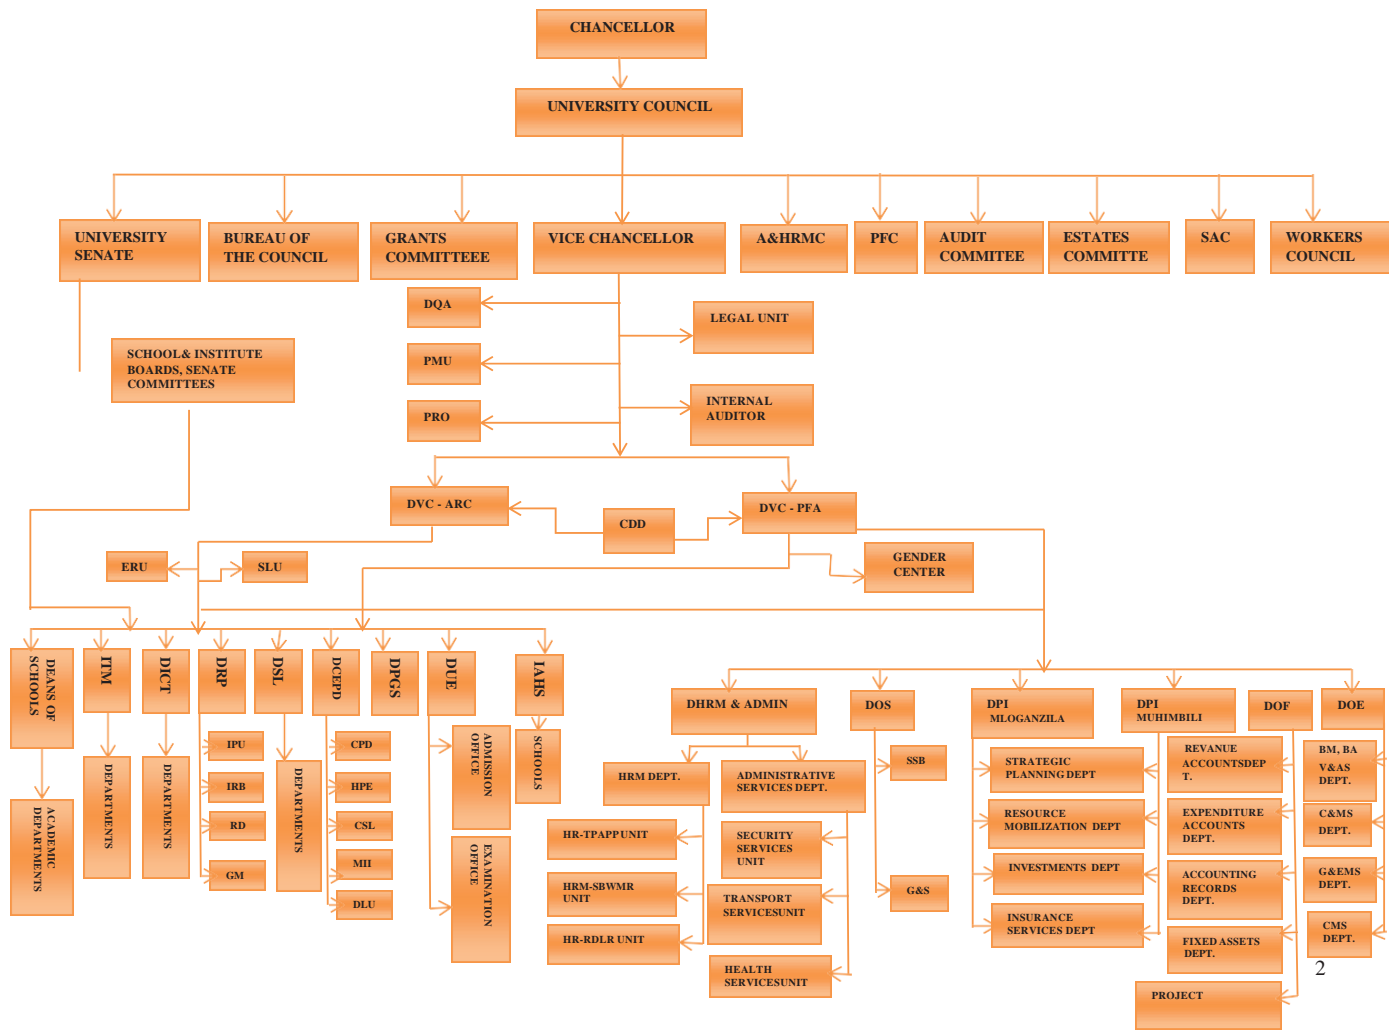 CHANCELLOR
UNIVERSITY COUNCIL
UNIVERSITY
SENATE
BUREAU OF
THE COUNCIL
GRANTS
COMMITTEEE
VICE CHANCELLOR
A&HRMC
PFC
AUDIT
COMMITEE
ESTATES
COMMITTE
SAC
WORKERS
COUNCIL
DQA
LEGAL UNIT
SCHOOL& INSTITUTE
BOARDS, SENATE
COMMITTEES
PMU
INTERNAL
AUDITOR
PRO
DVC - ARC
CDD
DVC - PFA
ERU
SLU
GENDER
CENTER
DEANS OF
SCHOOLS
ITM
DICT
DRP
DSL
DCEPD
DPGS
DUE
IAHS
ACADEMIC
DEPARTMENTS
DEPARTMENTS
DEPARTMENTS
IPU
IRB
RD
GM
DEPARTMENTS
CPD
HPE
CSL
MII
DLU
ADMISSION
OFFICE
EXAMINATION
OFFICE
SCHOOLS
DHRM & ADMIN
DOS
DPI
MLOGANZILA
DPI
MUHIMBILI
DOF
DOE
HRM DEPT.
ADMINISTRATIVE
SERVICES DEPT.
HR-TPAPP UNIT
HRM-SBWMR
UNIT
HR-RDLR UNIT
SECURITY
SERVICES
UNIT
TRANSPORT
SERVICESUNIT
HEALTH
SERVICESUNIT
SSB
G&S
STRATEGIC
PLANNING DEPT
RESOURCE
MOBILIZATION DEPT
INVESTMENTS DEPT
INSURANCE
SERVICES DEPT
REVANUE
ACCOUNTSDEP
T.
EXPENDITURE
ACCOUNTS
DEPT.
ACCOUNTING
RECORDS
DEPT.
FIXED ASSETS
DEPT.
PROJECT
BM, BA
V&AS
DEPT.
C&MS
DEPT.
G&EMS
DEPT.
CMS
DEPT.
2